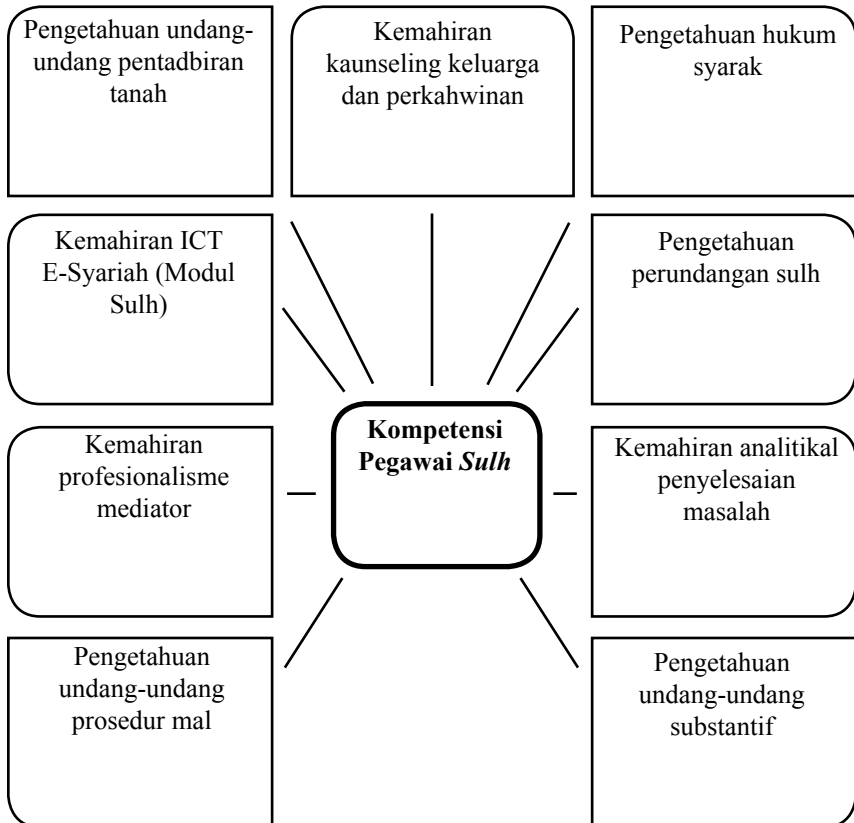 Pengetahuan undang-
undang pentadbiran
tanah
Kemahiran
kaunseling keluarga
dan perkahwinan
Pengetahuan hukum
syarak
Kemahiran ICT
E-Syariah (Modul
Sulh)
Pengetahuan
perundangan sulh
Kompetensi
Pegawai Sulh
Kemahiran
profesionalisme
mediator
Kemahiran analitikal
penyelesaian
masalah
Pengetahuan
undang-undang
prosedur mal
Pengetahuan
undang-undang
substantif